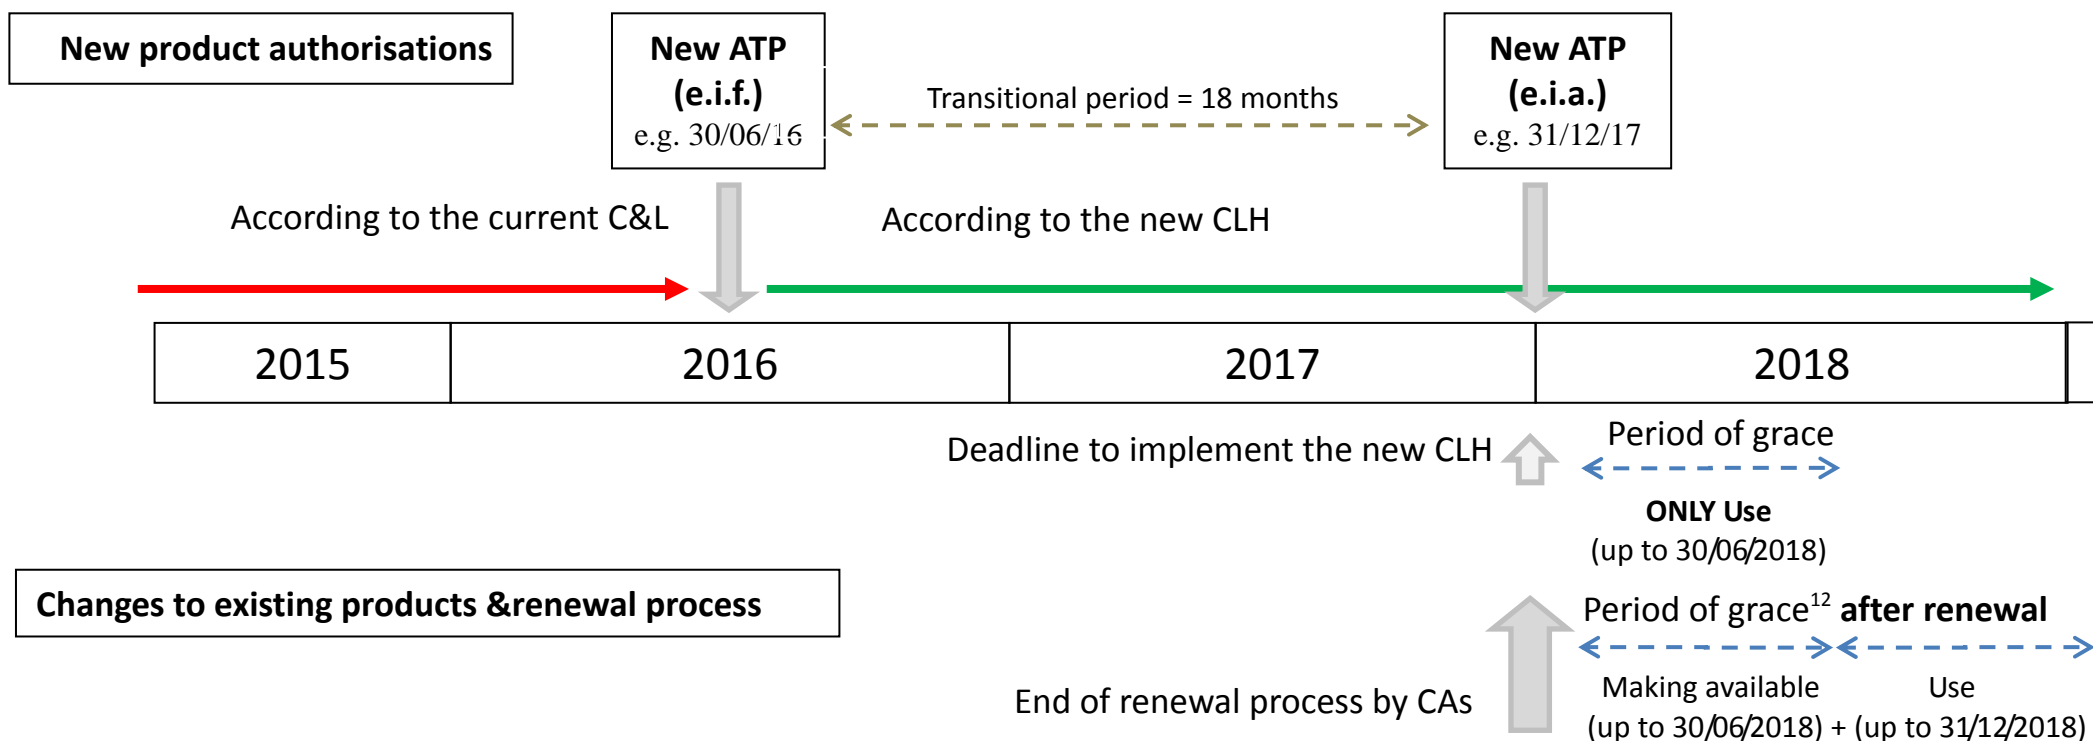 New product authorisations
New ATP
(e.i.f.)
e.g. 30/06/16
Transitional period = 18 months
New ATP
(e.i.a.)
e.g. 31/12/17
According to the current C&L
According to the new CLH
2015
2016
2017
2018
Deadline to implement the new CLH
Period of grace
ONLY Use
(up to 30/06/2018)
Changes to existing products &renewal process
Period of grace12 after renewal
End of renewal process by CAs
Making available
Use
(up to 30/06/2018) + (up to 31/12/2018)